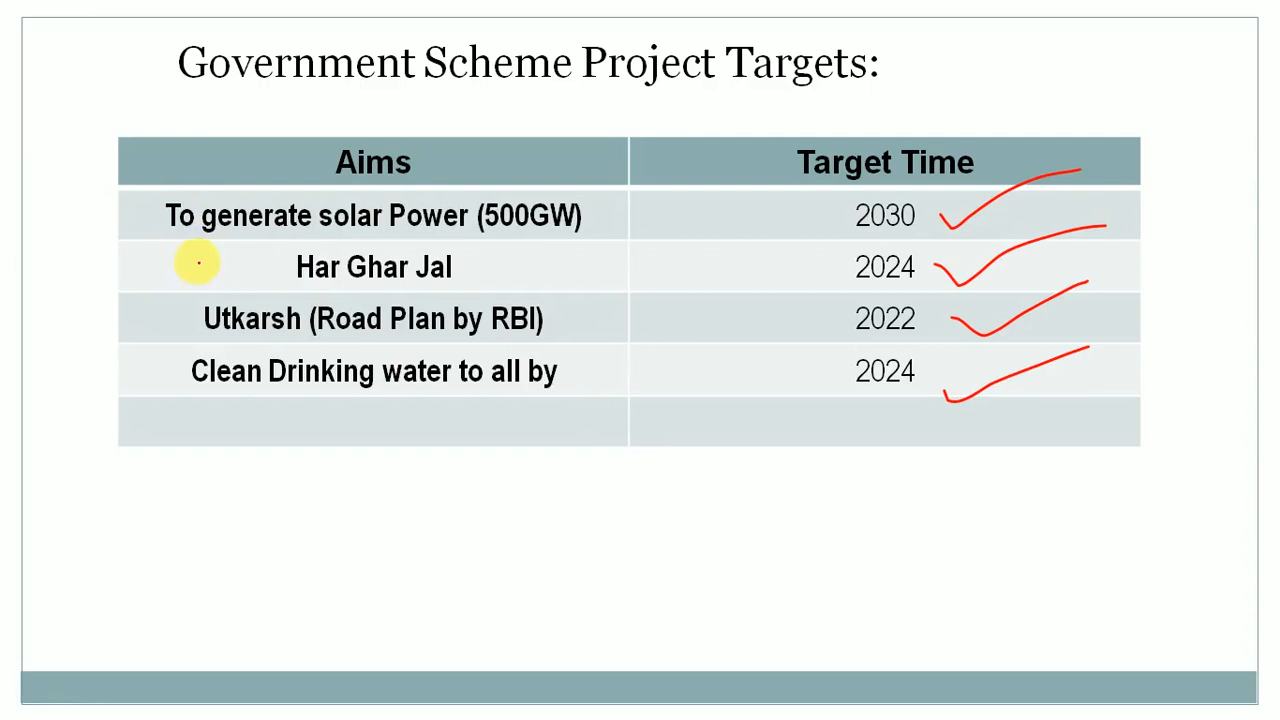 Government Scheme Project Targets:
Aims Target Time
To generate solar Power (500GW) 2030
Har Ghar Jal 2024
Utkarsh (Road Plan by RBI) 2022
Clean Drinking water to all by 2024